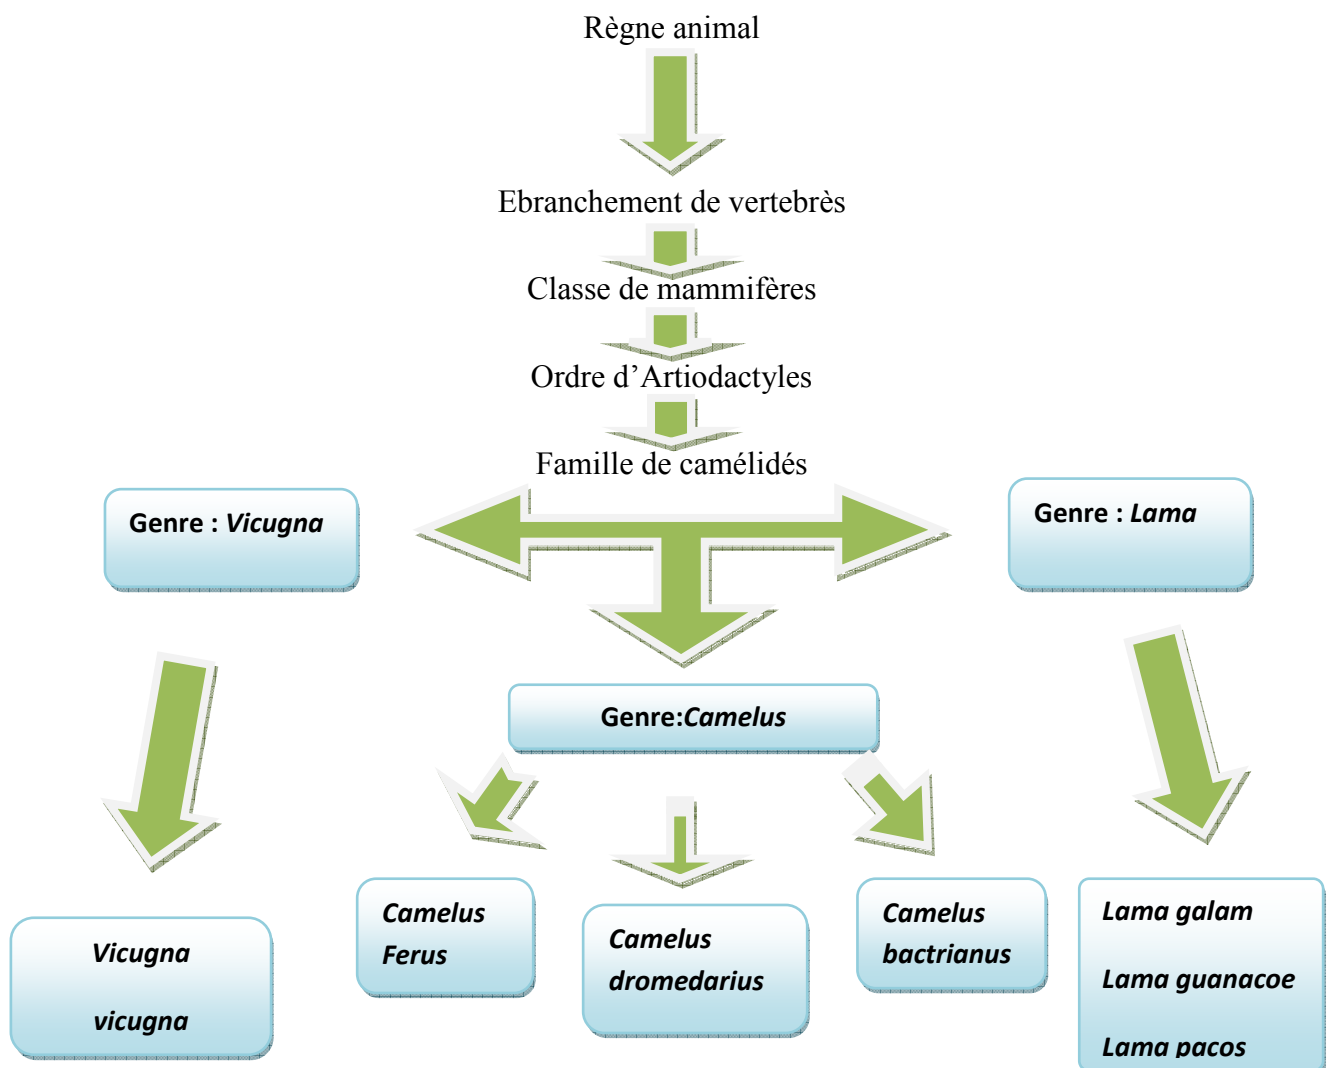 Règne animal
Ebranchement de vertebrès
Classe de mammifères
Ordre d’Artiodactyles
Famille de camélidés
Genre : Vicugna
Genre : Lama
Genre:Camelus
Vicugna
vicugna
Camelus
Ferus
Camelus
dromedarius
Camelus
bactrianus
Lama galam
Lama guanacoe
Lama pacos